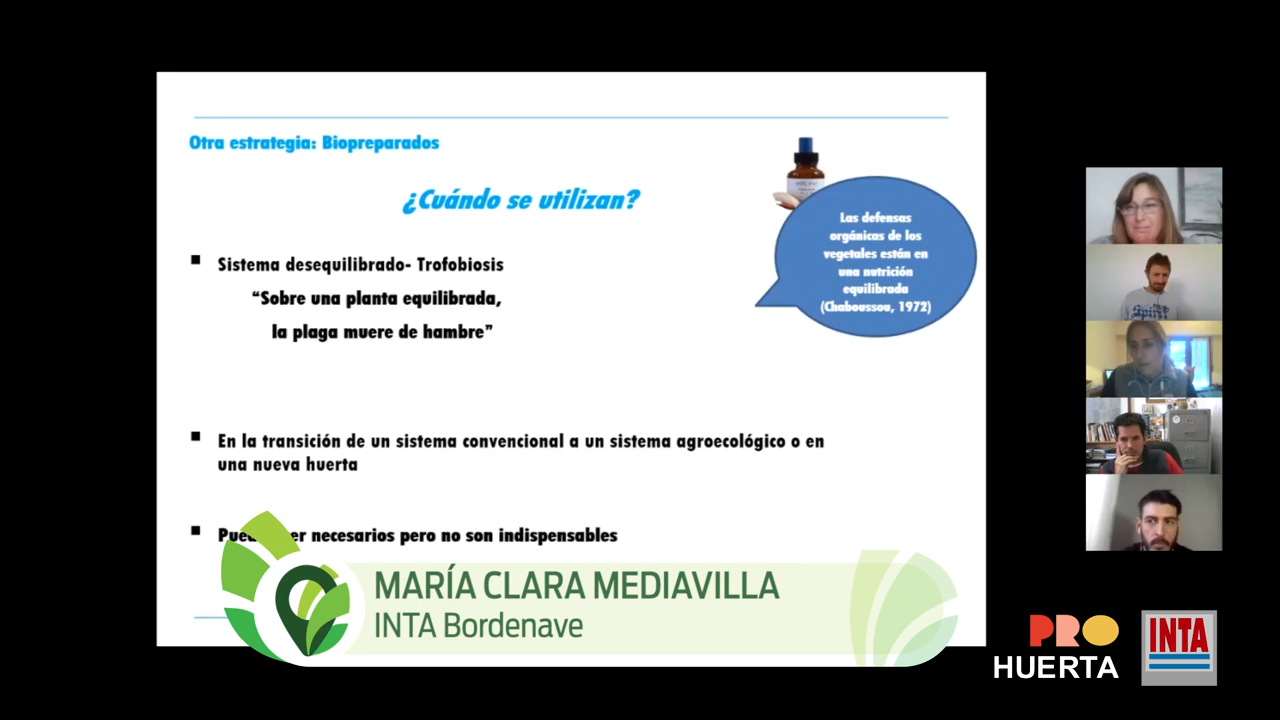 Otra estrategia: Biopreparados
¿Cuándo se utilizan?
Las defensas
orgánicas de los
vegetales están en
una nutrición
equilibrada
(Chaboussou, 1972)
Sistema desequilibrado- Trofobiosis
“Sobre una planta equilibrada,
la plaga muere de hambre”
En la transición de un sistema convencional a un sistema agroecológico o en
una nueva huerta
necesarios pero no son indispensables
MARÍA CLARA MEDIAVILLA
INTA Bordenave
PRO
HUERTA
INTA